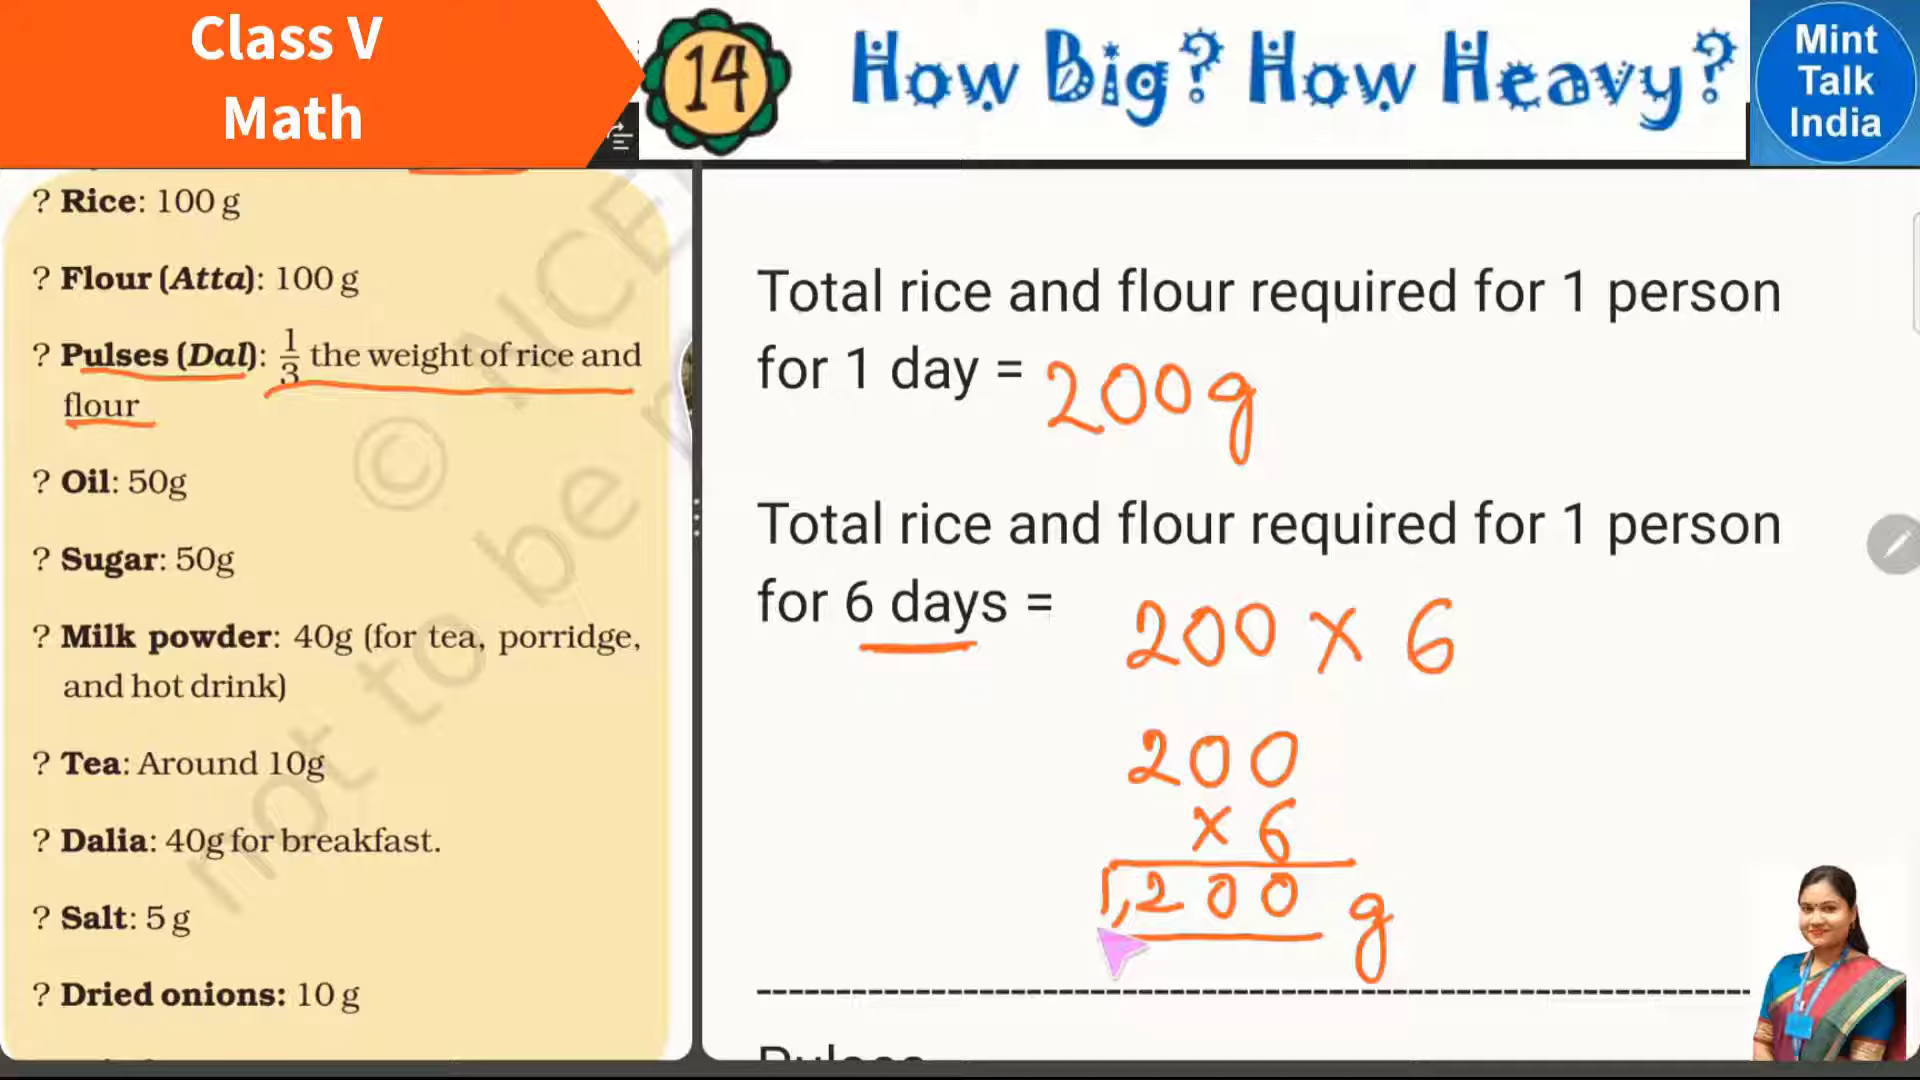 Class V
Math
14
How Big? How Heavy?
Mint
Talk
India
? Rice: 100 g
? Flour (Atta): 100 g
? Pulses (Dal): 1/3 the weight of rice and
flour
? Oil: 50g
? Sugar: 50g
? Milk powder: 40g (for tea, porridge,
and hot drink)
? Tea: Around 10g
? Dalia: 40g for breakfast.
? Salt: 5 g
? Dried onions: 10 g
© NCE
not to be r
Total rice and flour required for 1 person
for 1 day = 200g
Total rice and flour required for 1 person
for 6 days = 200 x 6
200
x 6
1,200 g